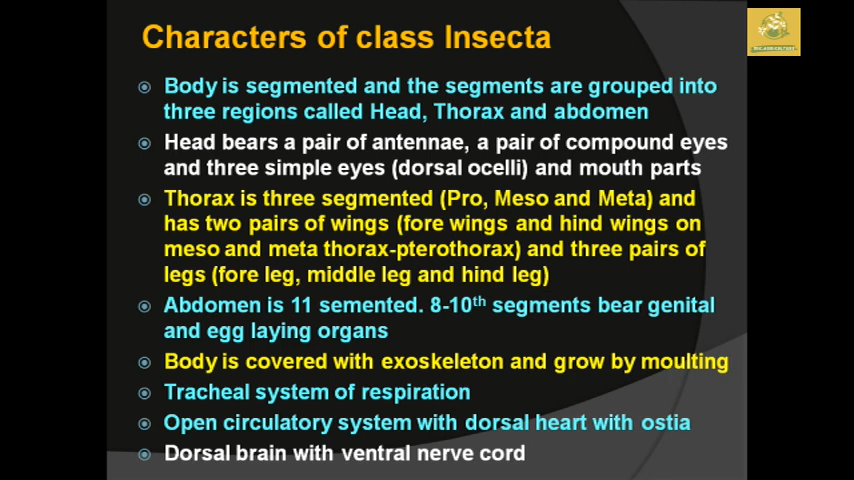 Characters of class Insecta
Body is segmented and the segments are grouped into
three regions called Head, Thorax and abdomen
Head bears a pair of antennae, a pair of compound eyes
and three simple eyes (dorsal ocelli) and mouth parts
Thorax is three segmented (Pro, Meso and Meta) and
has two pairs of wings (fore wings and hind wings on
meso and meta thorax-pterothorax) and three pairs of
legs (fore leg, middle leg and hind leg)
Abdomen is 11 semented. 8-10th segments bear genital
and egg laying organs
Body is covered with exoskeleton and grow by moulting
Tracheal system of respiration
Open circulatory system with dorsal heart with ostia
Dorsal brain with ventral nerve cord